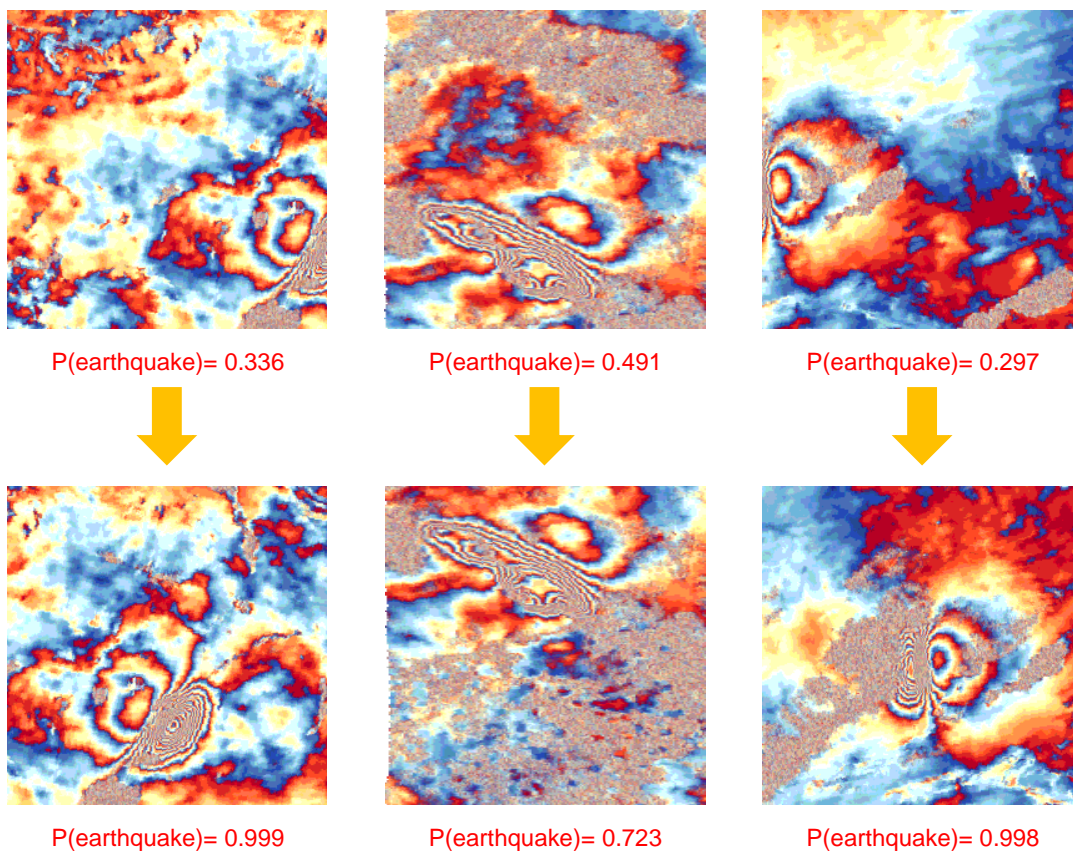 P(earthquake)= 0.336
P(earthquake)= 0.491
P(earthquake)= 0.297
P(earthquake)= 0.999
P(earthquake)= 0.723
P(earthquake)= 0.998